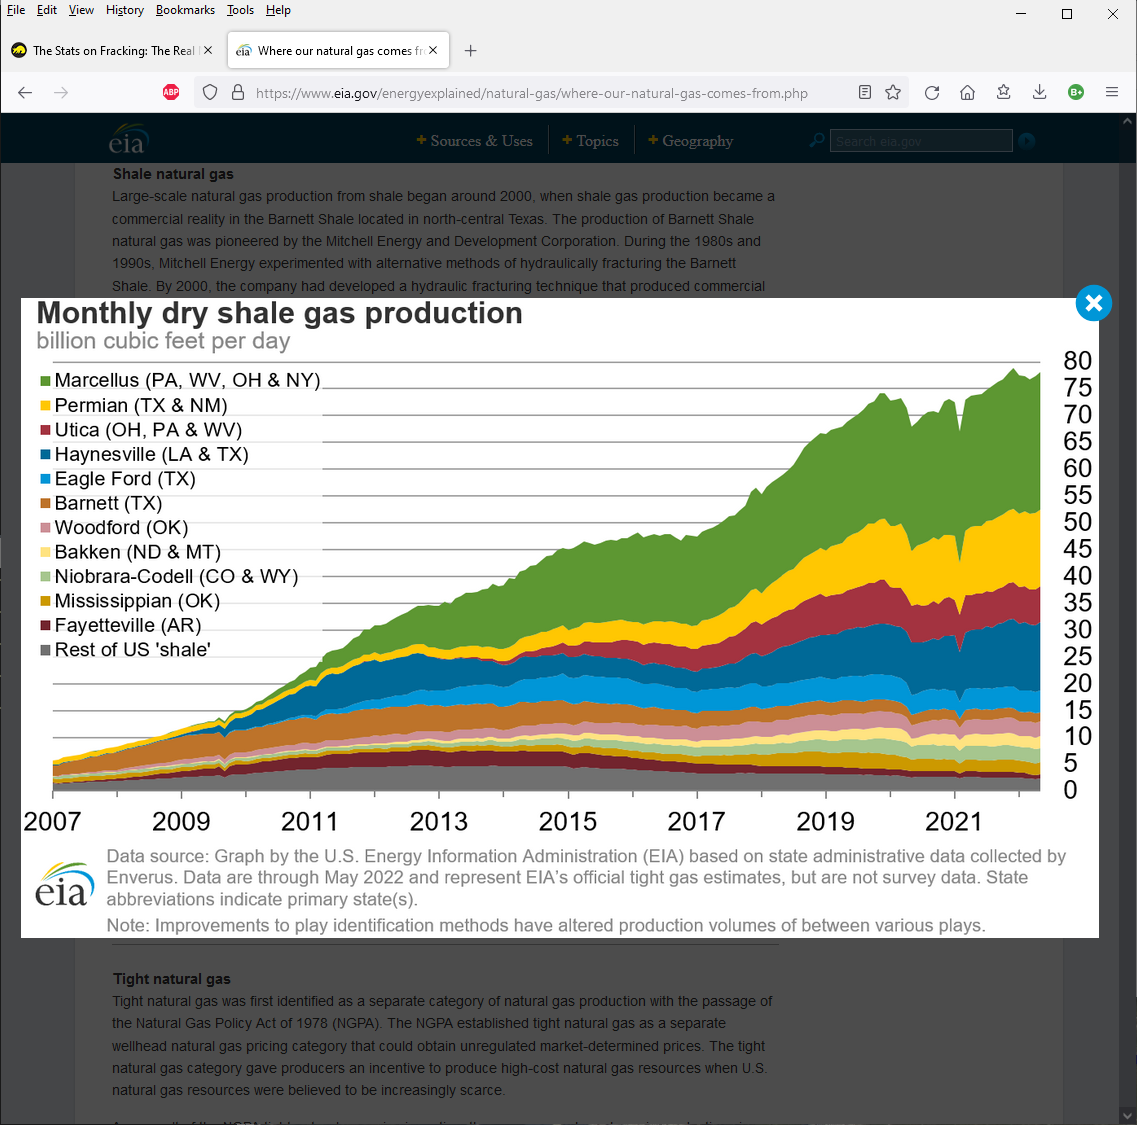 File Edit View History Bookmarks Tools Help
The Stats on Fracking: The Real
Where our natural gas comes fr
ABP
https://www.eia.gov/energyexplained/natural-gas/where-our-natural-gas-comes-from.php
B+
eia
+ Sources & Uses + Topics + Geography
Search eia.gov
Shale natural gas
Large-scale natural gas production from shale began around 2000, when shale gas production became a
commercial reality in the Barnett Shale located in north-central Texas. The production of Barnett Shale
natural gas was pioneered by the Mitchell Energy and Development Corporation. During the 1980s and
1990s, Mitchell Energy experimented with alternative methods of hydraulically fracturing the Barnett
Shale. By 2000, the company had developed a hydraulic fracturing technique that produced commercial
Monthly dry shale gas production
billion cubic feet per day
Marcellus (PA, WV, OH & NY)
Permian (TX & NM)
Utica (OH, PA & WV)
Haynesville (LA & TX)
Eagle Ford (TX)
Barnett (TX)
Woodford (OK)
Bakken (ND & MT)
Niobrara-Codell (CO & WY)
Mississippian (OK)
Fayetteville (AR)
Rest of US 'shale'
80
75
70
65
60
55
50
45
40
35
30
25
20
15
10
5
0
2007 2009 2011 2013 2015 2017 2019 2021
eia
Data source: Graph by the U.S. Energy Information Administration (EIA) based on state administrative data collected by
Enverus. Data are through May 2022 and represent EIA's official tight gas estimates, but are not survey data. State
abbreviations indicate primary state(s).
Note: Improvements to play identification methods have altered production volumes of between various plays.
Tight natural gas
Tight natural gas was first identified as a separate category of natural gas production with the passage of
the Natural Gas Policy Act of 1978 (NGPA). The NGPA established tight natural gas as a separate
wellhead natural gas pricing category that could obtain unregulated market-determined prices. The tight
natural gas category gave producers an incentive to produce high-cost natural gas resources when U.S.
natural gas resources were believed to be increasingly scarce.